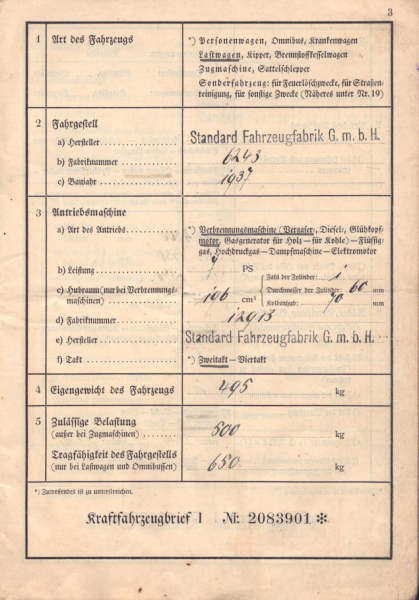 3
1 Art des Fahrzeugs
*) Personenwagen, Omnibus, Krankenwagen
Lastwagen, Kipper, Brennstoffkesselwagen
Zugmaschine, Sattelschlepper
Sonderfahrzeug: für Feuerlöschzwecke, für Straßen-
reinigung, für sonstige Zwecke (Näheres unter Nr. 19)
2 Fahrgestell
a) Hersteller Standard Fahrzeugfabrik G. m. b. H.
b) Fabriknummer 6243
c) Baujahr 1937
3 Antriebsmaschine
a) Art des Antriebs *) Verbrennungsmaschine (Vergaser, Diesel, Glühkopf-
motor, Gasgenerator für Holz — für Kohle) — Flüssig-
gas, Hochdruckgas — Dampfmaschine — Elektromotor
b) Leistung 7 PS
Zahl der Zylinder: 1
c) Hubraum (nur bei Verbrennungs-
maschinen) 196 cm³
Durchmesser der Zylinder: 60 mm
Kolbenhub: 70 mm
d) Fabriknummer 12913
e) Hersteller Standard Fahrzeugfabrik G. m. b. H.
f) Takt *) Zweitakt — Viertakt
4 Eigengewicht des Fahrzeugs 495 kg
5 Zulässige Belastung
(außer bei Zugmaschinen) 500 kg
Tragfähigkeit des Fahrgestells
(nur bei Lastwagen und Omnibussen) 650 kg
*) Zutreffendes ist zu unterstreichen.
Kraftfahrzeugbrief I Nr. 2083901 ✻